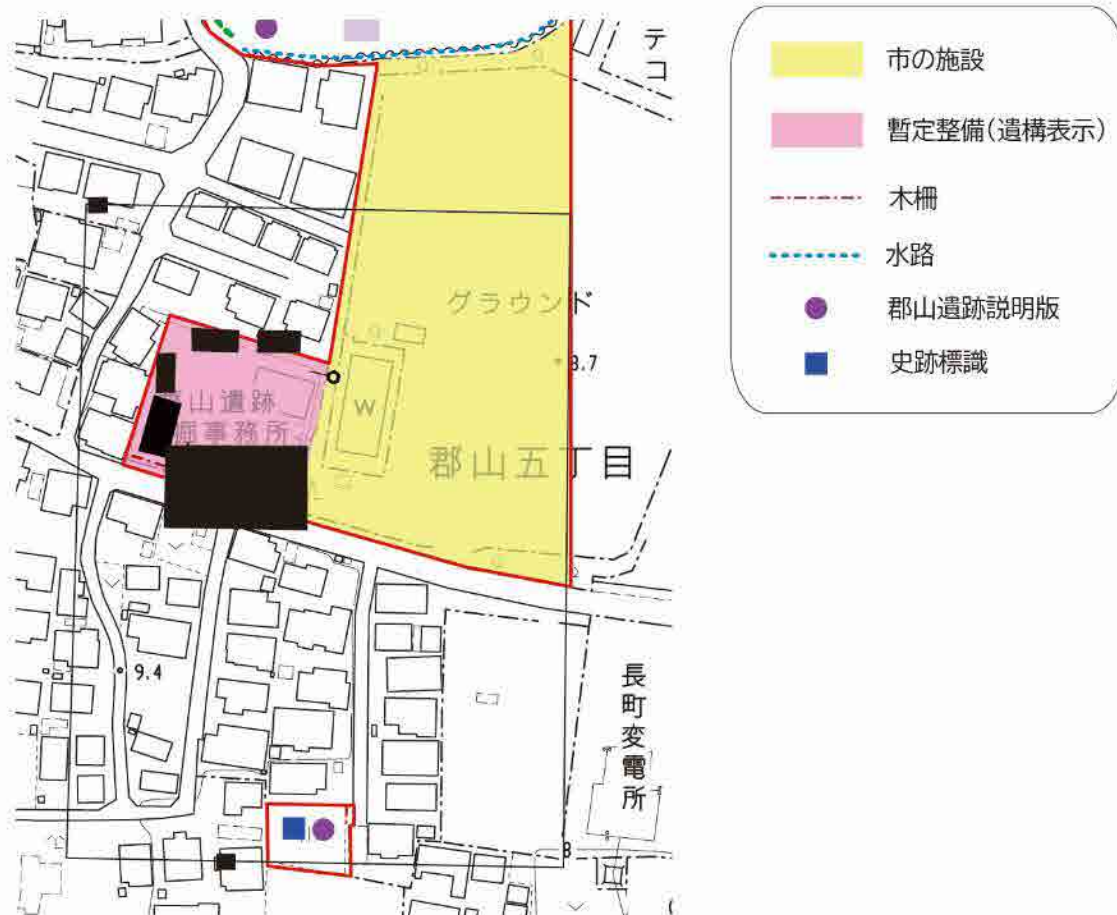 テコ
グラウンド
8.7
山遺跡
事務所
W
郡山五丁目
9.4
長町変電所
8
市の施設
暫定整備(遺構表示)
木柵
水路
郡山遺跡説明版
史跡標識